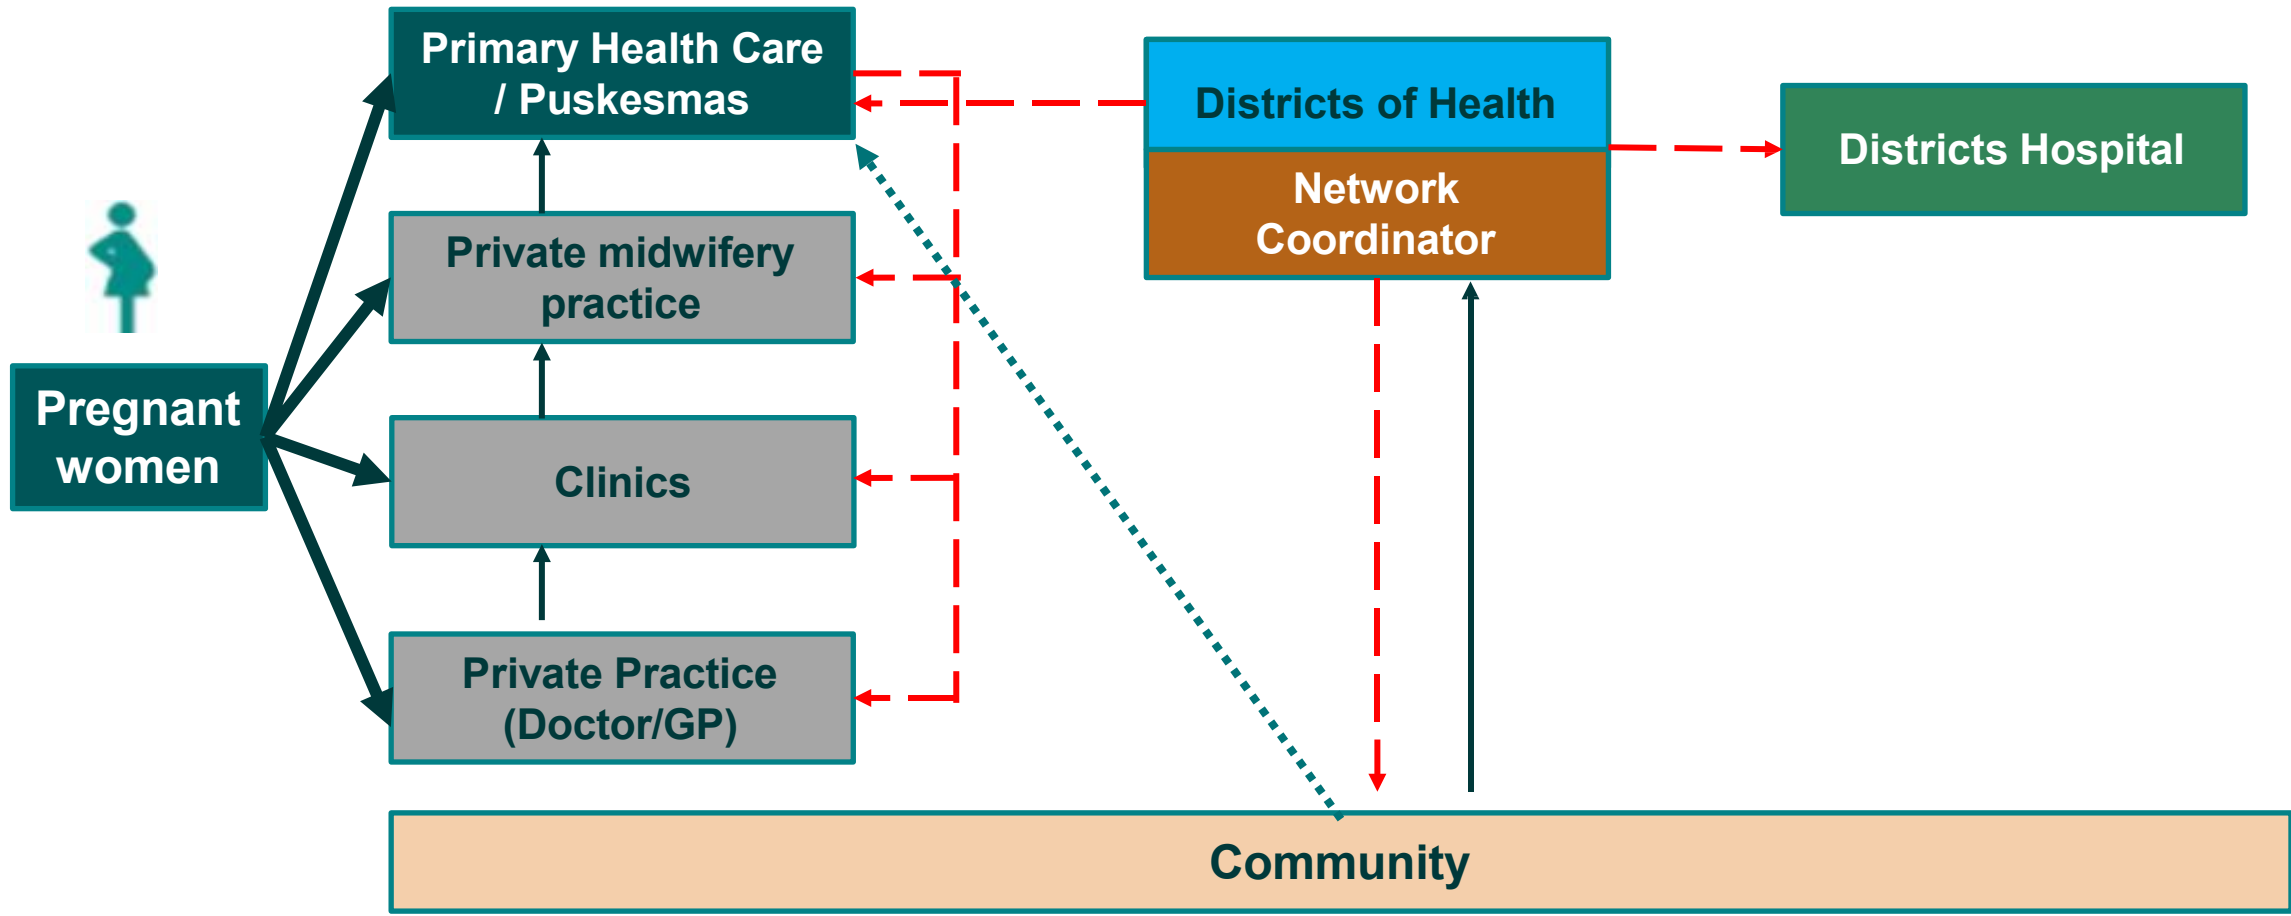 Primary Health Care
/ Puskesmas
Districts of Health
Districts Hospital
Network
Coordinator
Private midwifery
practice
Pregnant
women
Clinics
Private Practice
(Doctor/GP)
Community